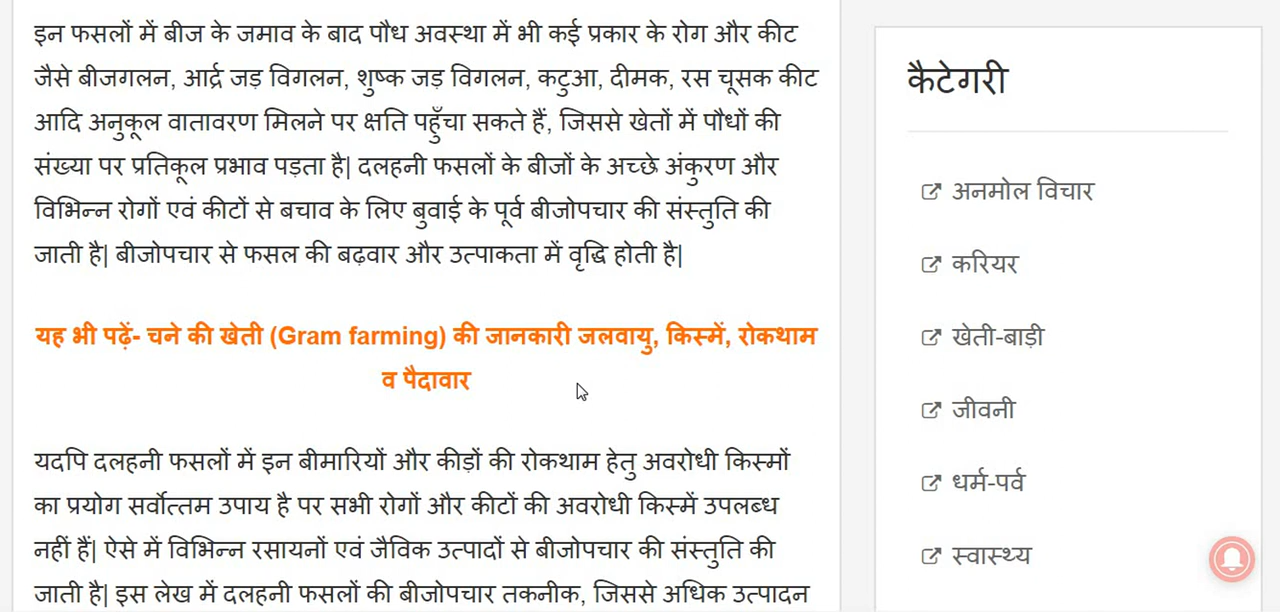 इन फसलों में बीज के जमाव के बाद पौध अवस्था में भी कई प्रकार के रोग और कीट
जैसे बीजगलन, आर्द्र जड़ विगलन, शुष्क जड़ विगलन, कटुआ, दीमक, रस चूसक कीट
आदि अनुकूल वातावरण मिलने पर क्षति पहुँचा सकते हैं, जिससे खेतों में पौधों की
संख्या पर प्रतिकूल प्रभाव पड़ता है| दलहनी फसलों के बीजों के अच्छे अंकुरण और
विभिन्न रोगों एवं कीटों से बचाव के लिए बुवाई के पूर्व बीजोपचार की संस्तुति की
जाती है| बीजोपचार से फसल की बढ़वार और उत्पाकता में वृद्धि होती है|
यह भी पढ़ें- चने की खेती (Gram farming) की जानकारी जलवायु, किस्में, रोकथाम
व पैदावार
यदपि दलहनी फसलों में इन बीमारियों और कीड़ों की रोकथाम हेतु अवरोधी किस्मों
का प्रयोग सर्वोत्तम उपाय है पर सभी रोगों और कीटों की अवरोधी किस्में उपलब्ध
नहीं हैं| ऐसे में विभिन्न रसायनों एवं जैविक उत्पादों से बीजोपचार की संस्तुति की
जाती है| इस लेख में दलहनी फसलों की बीजोपचार तकनीक, जिससे अधिक उत्पादन
कैटेगरी
अनमोल विचार
करियर
खेती-बाड़ी
जीवनी
धर्म-पर्व
स्वास्थ्य